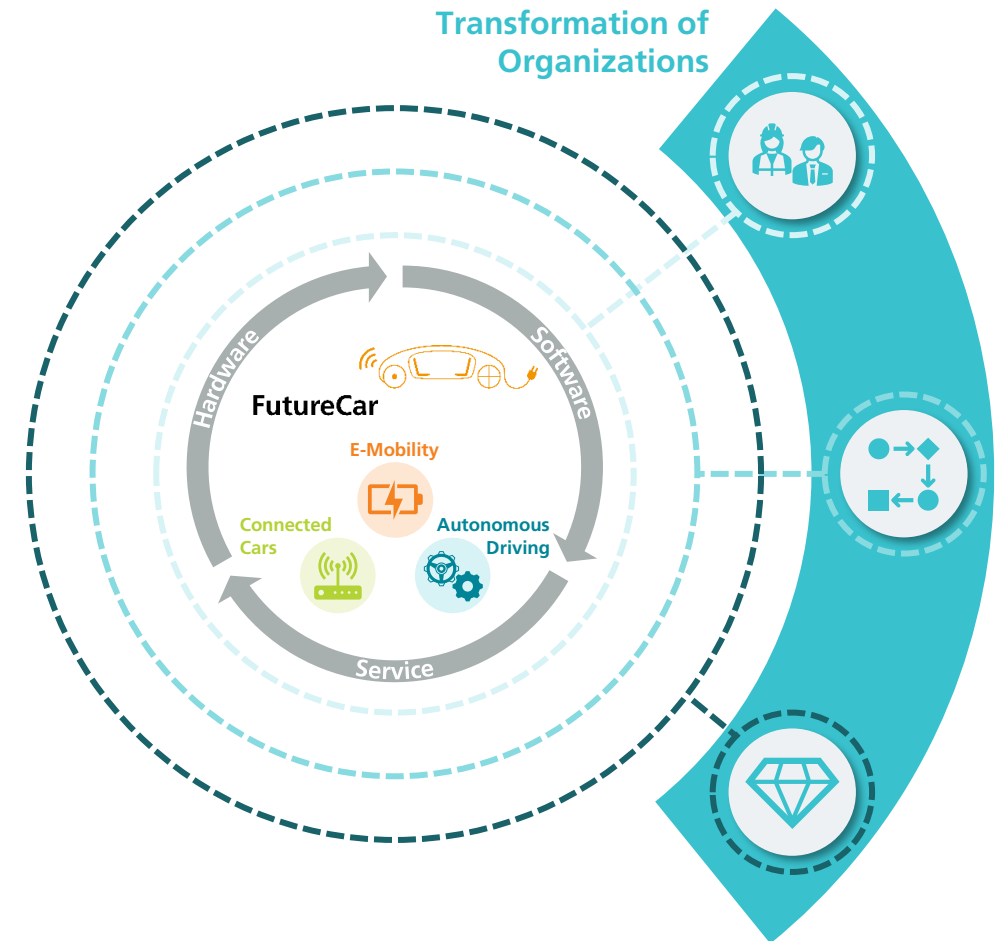 Transformation of
Organizations
Hardware
Software
FutureCar
E-Mobility
Connected
Cars
Autonomous
Driving
Service